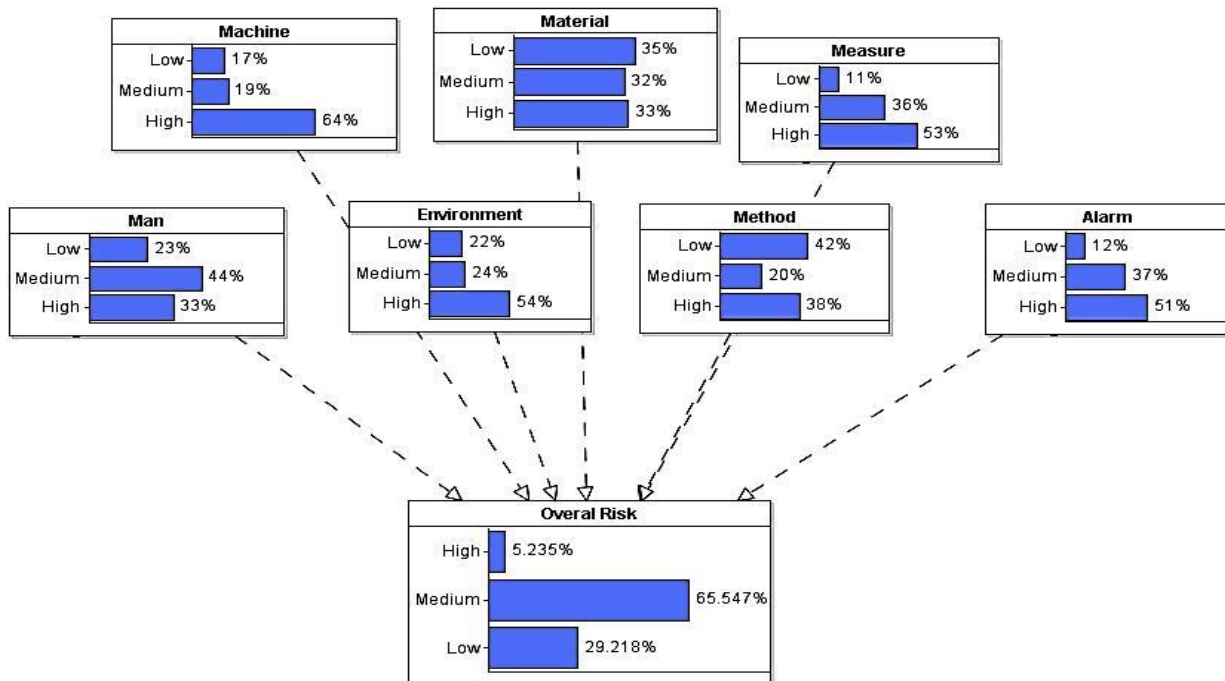 Machine
Low 17%
Medium 19%
High 64%
Material
Low 35%
Medium 32%
High 33%
Measure
Low 11%
Medium 36%
High 53%
Man
Low 23%
Medium 44%
High 33%
Environment
Low 22%
Medium 24%
High 54%
Method
Low 42%
Medium 20%
High 38%
Alarm
Low 12%
Medium 37%
High 51%
Overal Risk
High 5.235%
Medium 65.547%
Low 29.218%